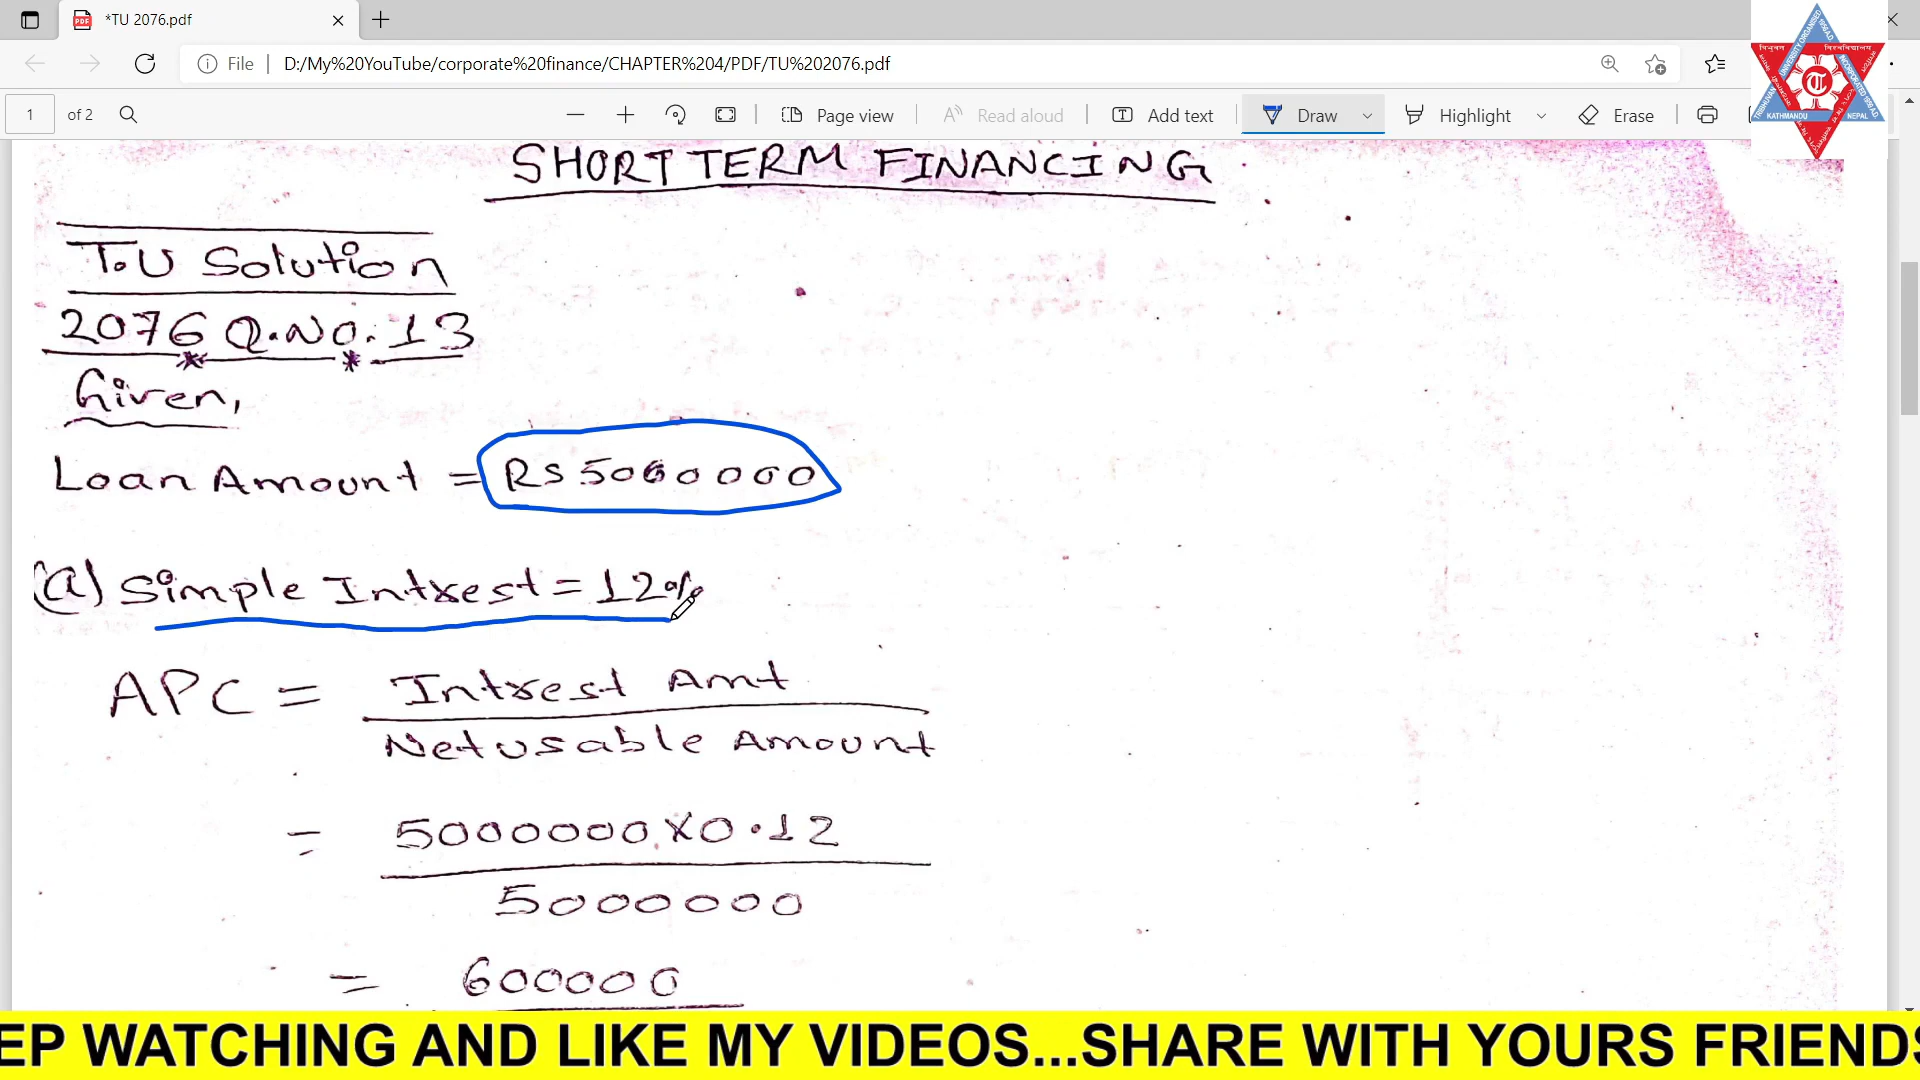 *TU 2076.pdf
File D:/My%20YouTube/corporate%20finance/CHAPTER%204/PDF/TU%202076.pdf
1 of 2 Page view Read aloud Add text Draw Highlight Erase
SHORT TERM FINANCING
T.U Solution
2076 Q.NO.13
Given,
Loan Amount = RS 5000000
(a) Simple Intrest = 12%
APC = Intrest Amt
Net usable Amount
= 5000000 X 0.12
5000000
= 600000
EP WATCHING AND LIKE MY VIDEOS...SHARE WITH YOURS FRIENDS